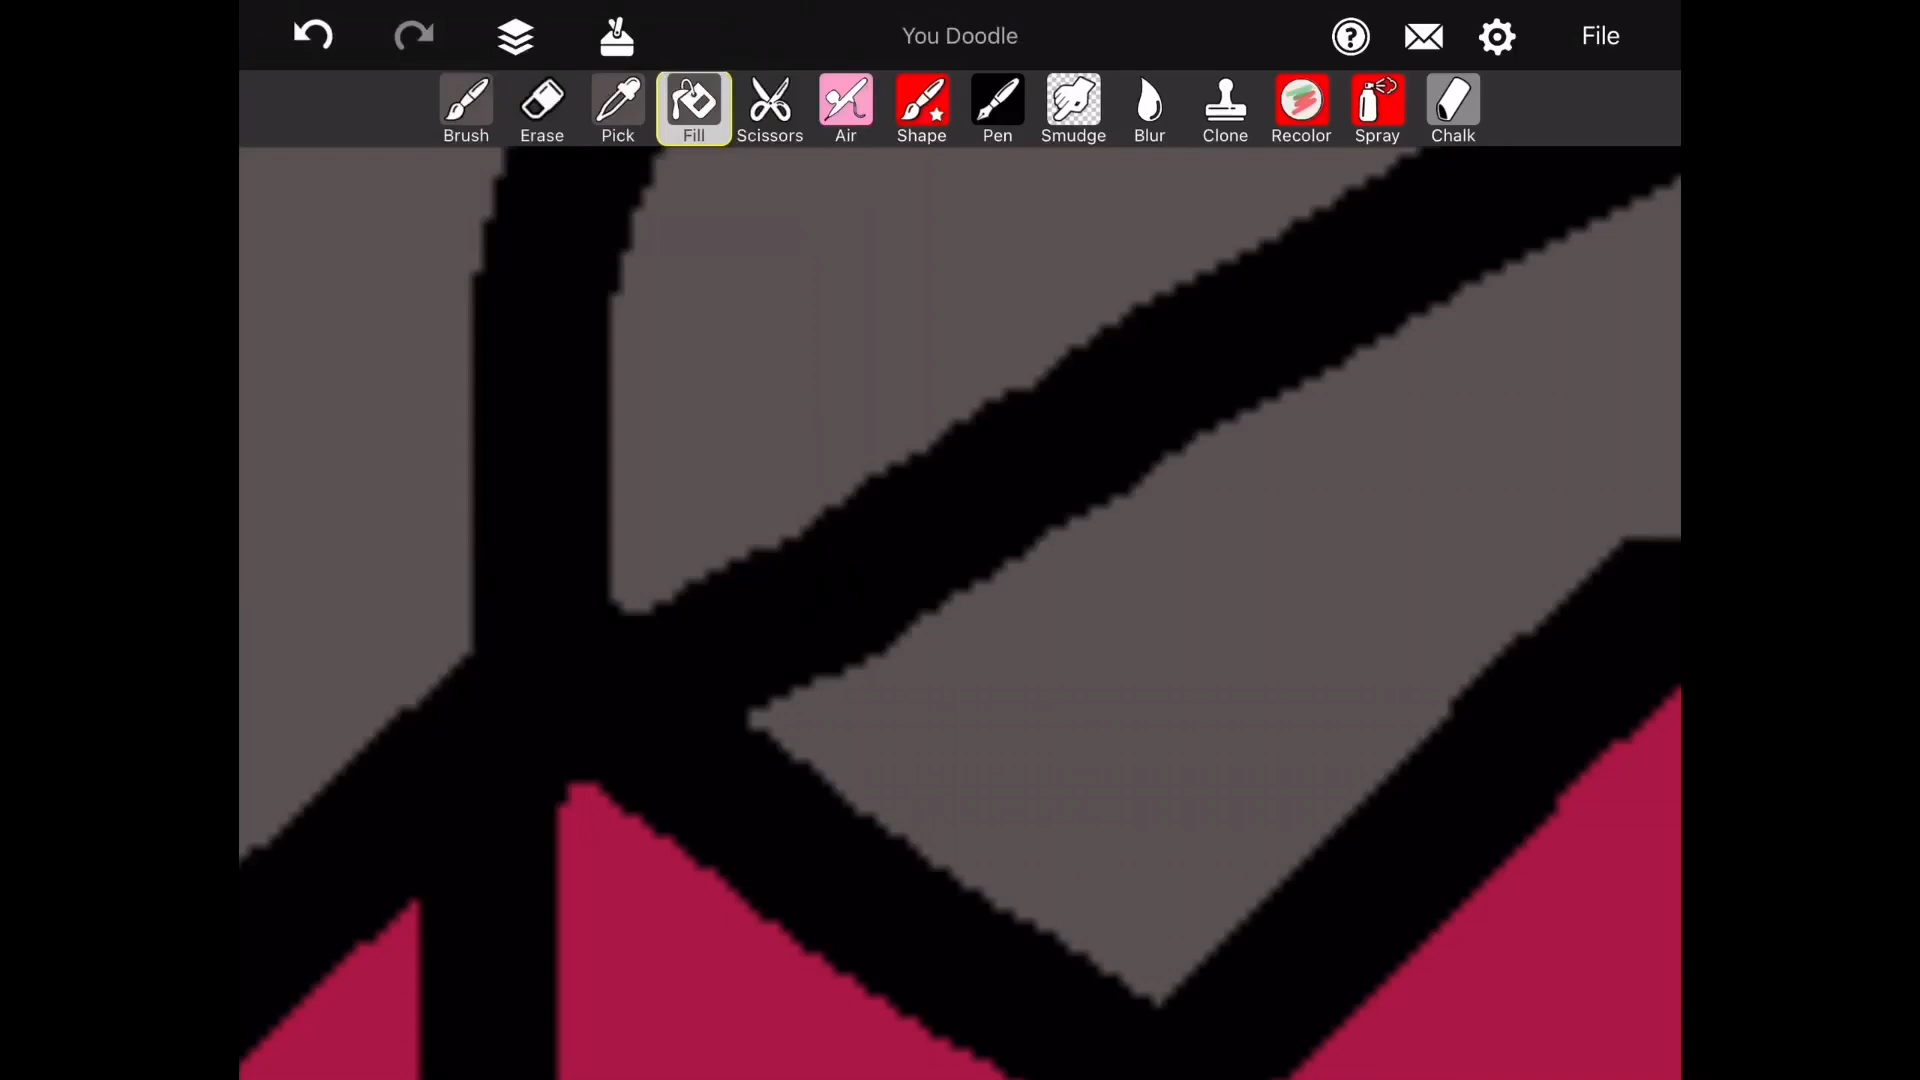 You Doodle
File
Brush
Erase
Pick
Fill
Scissors
Air
Shape
Pen
Smudge
Blur
Clone
Recolor
Spray
Chalk